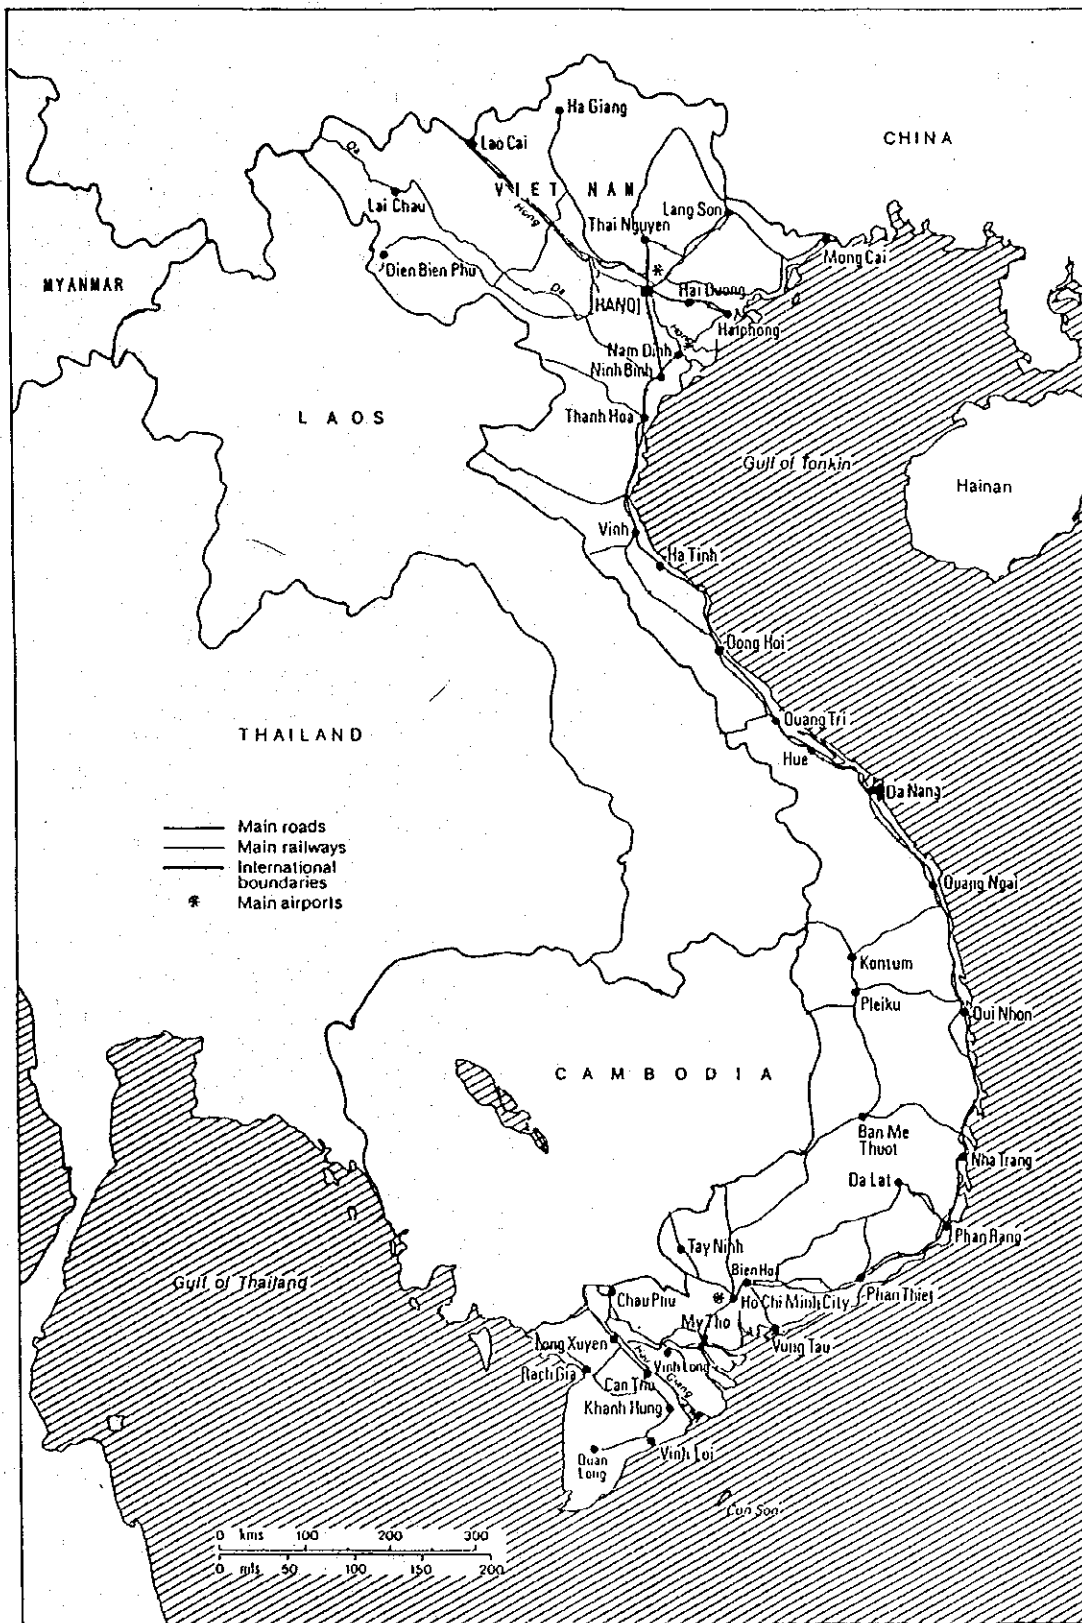 Ha Giang
CHINA
Lao Cai
Da
VIET NAM
Lai Chau
Hong
Lang Son
Thai Nguyen
Mong Cai
Dien Bien Phu
MYANMAR
Da
HANOI
Hai Duong
Haiphong
Hong
Nam Dinh
Ninh Binh
LAOS
Thanh Hoa
Gulf of Tonkin
Hainan
Vinh
Ha Tinh
Dong Hoi
Quang Tri
THAILAND
Hue
Da Nang
Main roads
Main railways
International
boundaries
Main airports
Quang Ngai
Kontum
Pleiku
Qui Nhon
CAMBODIA
Ban Me
Thuot
Nha Trang
Da Lat
Phan Rang
Tay Ninh
Bien Hoa
Gulf of Thailand
Chau Phu
Ho Chi Minh City
Phan Thiet
My Tho
Long Xuyen
Vung Tau
Vinh Long
Rach Gia
Can Tho
Giang
Khanh Hung
Quan
Long
Vinh Loi
Con Son
0 kms 100 200 300
0 mls 50 100 150 200